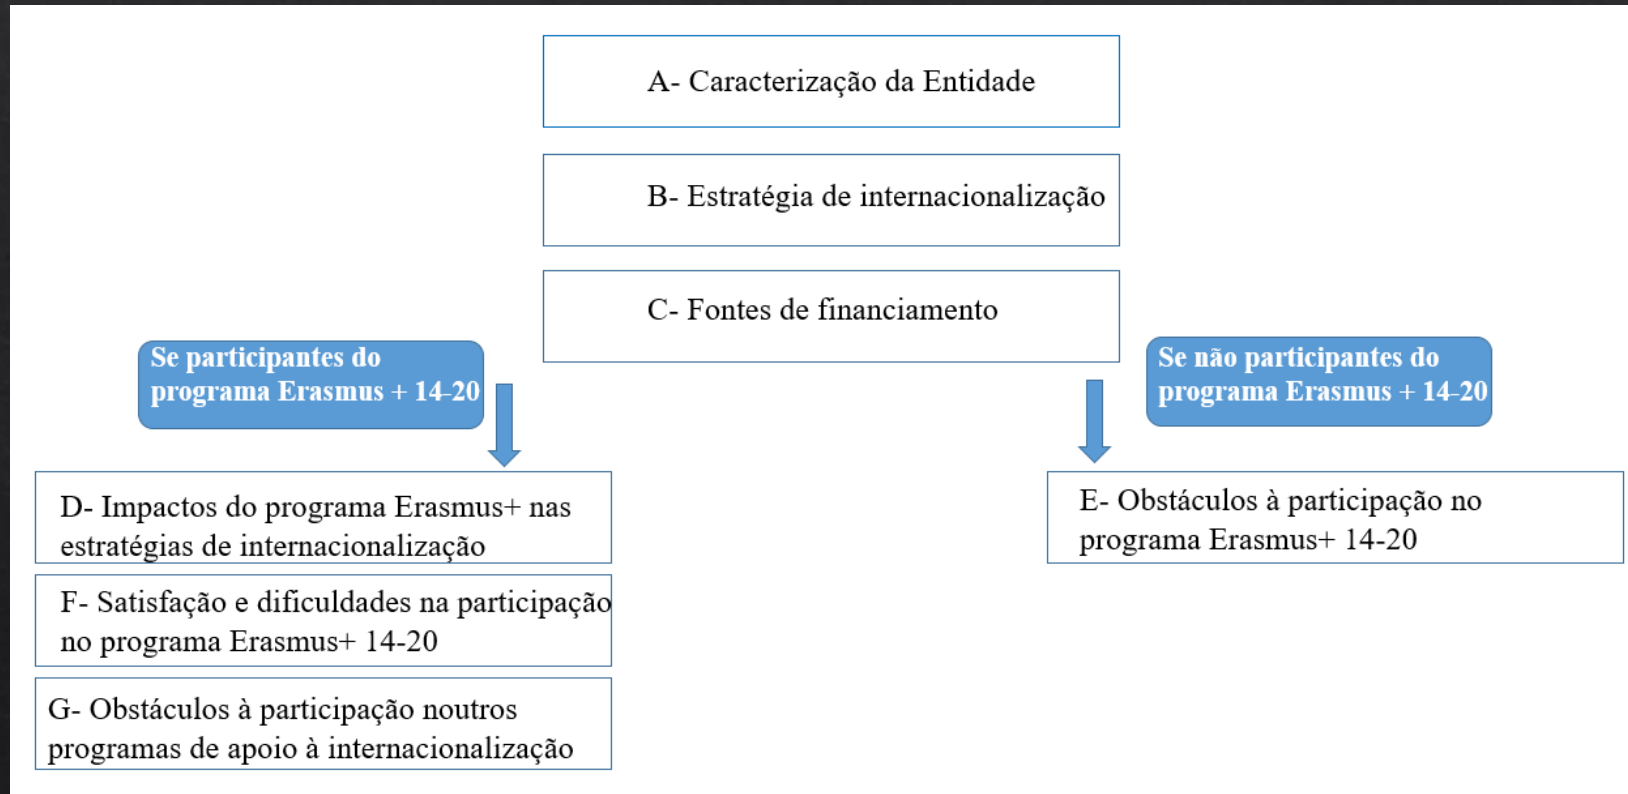 A- Caracterização da Entidade
B- Estratégia de internacionalização
C- Fontes de financiamento
Se participantes do
programa Erasmus + 14-20
Se não participantes do
programa Erasmus + 14-20
D- Impactos do programa Erasmus+ nas
estratégias de internacionalização
E- Obstáculos à participação no
programa Erasmus+ 14-20
F- Satisfação e dificuldades na participação
no programa Erasmus+ 14-20
G- Obstáculos à participação noutros
programas de apoio à internacionalização